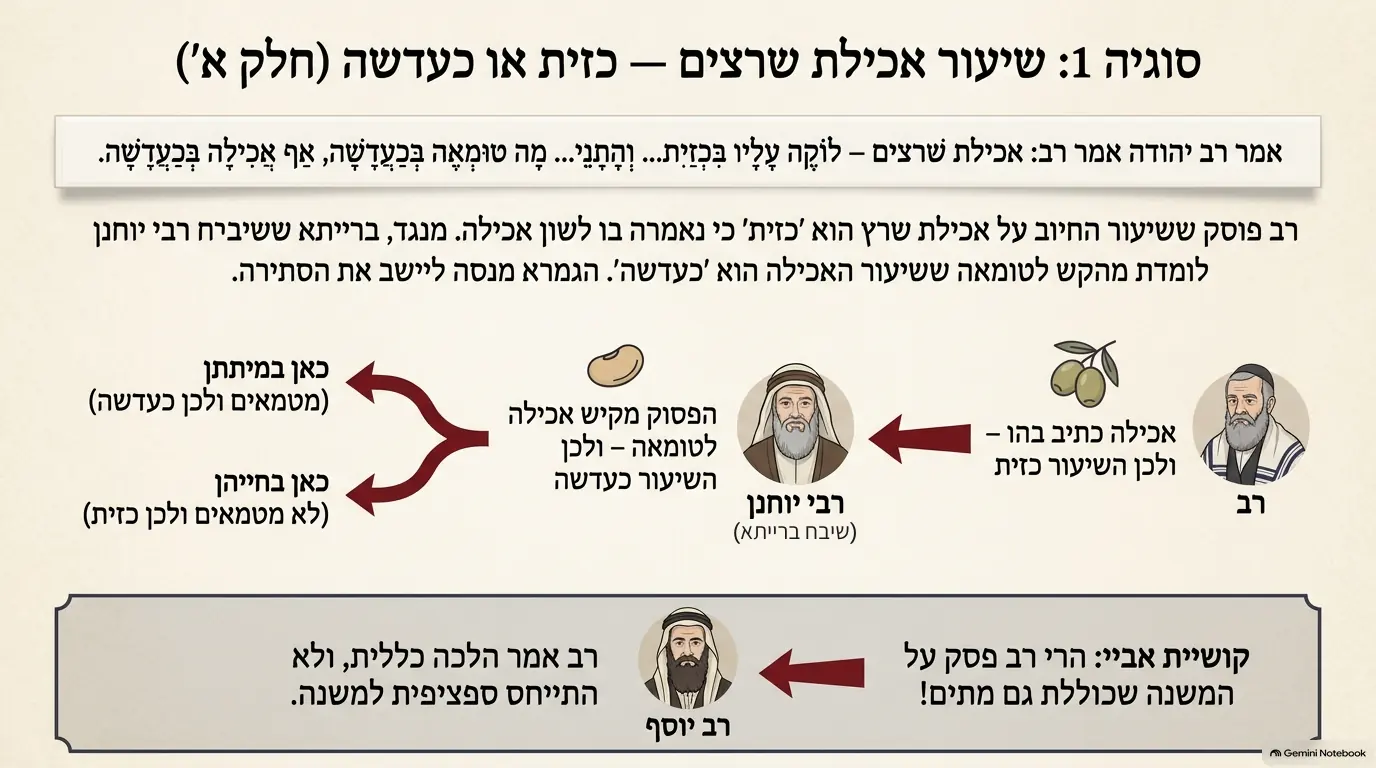 סוגיה 1: שיעור אכילת שרצים — כזית או כעדשה (חלק א')
אמר רב יהודה אמר רב: אכילת שרצים – לוֹקֶה עָלָיו בִּכְזַיִת... וְהָתָנֵי... מָה טוּמְאָה בְּכַעֲדָשָׁה, אַף אֲכִילָה בְּכַעֲדָשָׁה.
רב פוסק ששיעור החיוב על אכילת שרץ הוא 'כזית' כי נאמרה בו לשון אכילה. מנגד, ברייתא ששיבח רבי יוחנן
לומדת מהקש לטומאה ששיעור האכילה הוא 'כעדשה'. הגמרא מנסה ליישב את הסתירה.
אכילה כתיב בהו –
ולכן השיעור כזית
רב
הפסוק מקיש אכילה
לטומאה – ולכן
השיעור כעדשה
רבי יוחנן
(שיבח ברייתא)
כאן במיתתן
(מטמאים ולכן כעדשה)
כאן בחייהן
(לא מטמאים ולכן כזית)
קושיית אביי: הרי רב פסק על
המשנה שכוללת גם מתים!
רב אמר הלכה כללית, ולא
התייחס ספציפית למשנה.
רב יוסף
Gemini Notebook